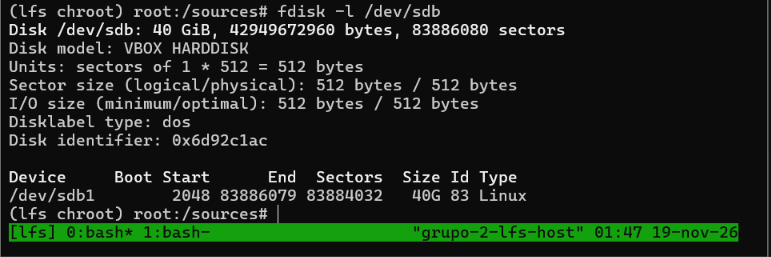 (lfs chroot) root:/sources# fdisk -l /dev/sdb
Disk /dev/sdb: 40 GiB, 42949672960 bytes, 83886080 sectors
Disk model: VBOX HARDDISK
Units: sectors of 1 * 512 = 512 bytes
Sector size (logical/physical): 512 bytes / 512 bytes
I/O size (minimum/optimal): 512 bytes / 512 bytes
Disklabel type: dos
Disk identifier: 0x6d92c1ac
Device     Boot Start      End  Sectors  Size Id Type
/dev/sdb1        2048 83886079 83884032   40G 83 Linux
(lfs chroot) root:/sources#
[lfs] 0:bash* 1:bash-                    "grupo-2-lfs-host" 01:47 19-nov-26